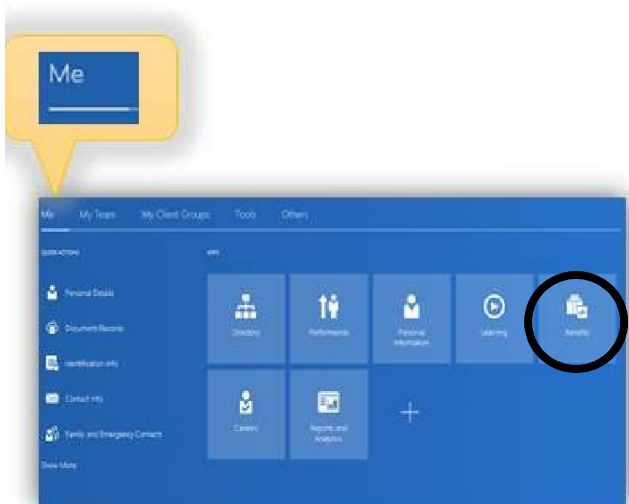 Me
Me My Team My Client Groups Tools Others
QUICK ACTIONS
APPS
Personal Details
Document Records
Identification Info
Contact Info
Family and Emergency Contacts
Show More
Directory
Performance
Personal
Information
Learning
Benefits
Careers
Reports and
Analytics